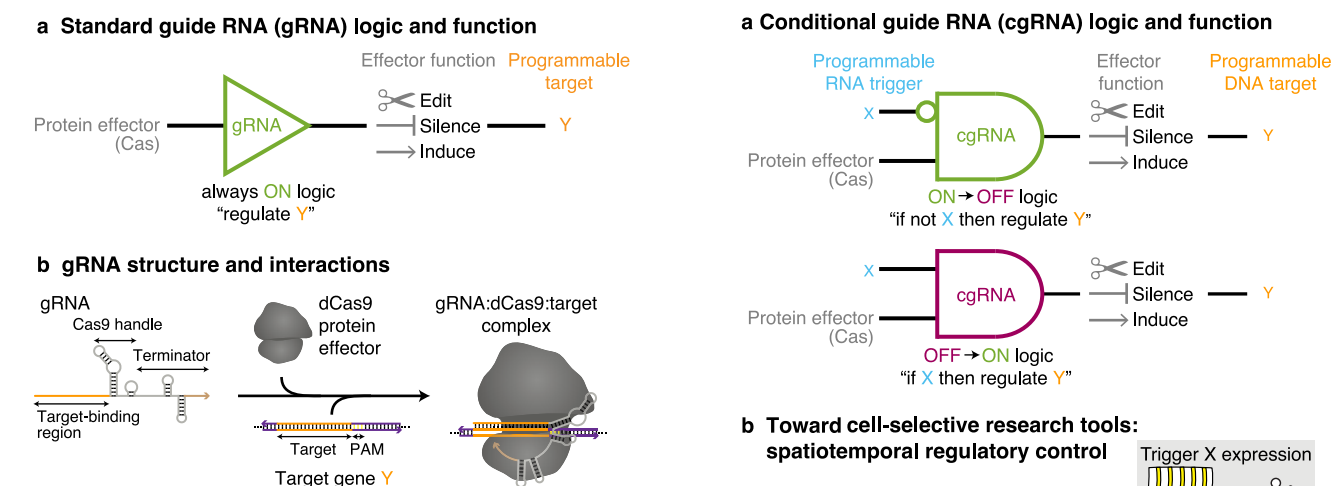 a Standard guide RNA (gRNA) logic and function
Effector function
Programmable
target
Protein effector
(Cas)
gRNA
Edit
Silence
Induce
Y
always ON logic
“regulate Y”
b gRNA structure and interactions
gRNA
Cas9 handle
Terminator
Target-binding
region
dCas9
protein
effector
Target
PAM
Target gene Y
gRNA:dCas9:target
complex
a Conditional guide RNA (cgRNA) logic and function
Programmable
RNA trigger
Effector
function
Programmable
DNA target
X
Protein effector
(Cas)
cgRNA
Edit
Silence
Induce
Y
ON→OFF logic
“if not X then regulate Y”
X
Protein effector
(Cas)
cgRNA
Edit
Silence
Induce
Y
OFF→ON logic
“if X then regulate Y”
b Toward cell-selective research tools:
spatiotemporal regulatory control
Trigger X expression